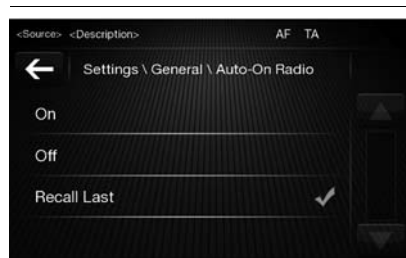 <Source> <Description> AF TA
Settings \ General \ Auto-On Radio
On
Off
Recall Last